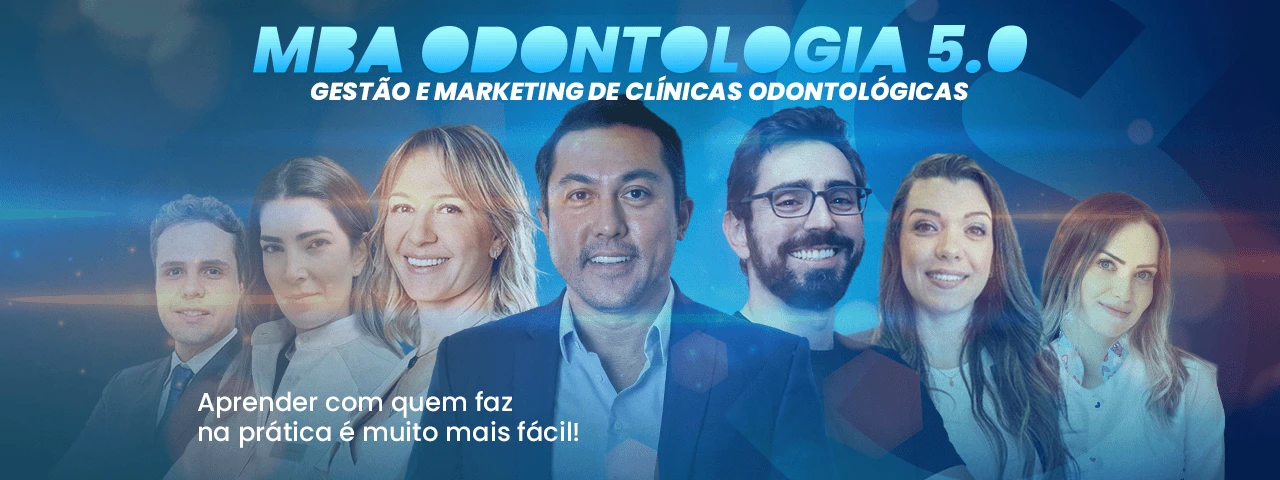 MBA ODONTOLOGIA 5.0
GESTÃO E MARKETING DE CLÍNICAS ODONTOLÓGICAS
Aprender com quem faz
na prática é muito mais fácil!